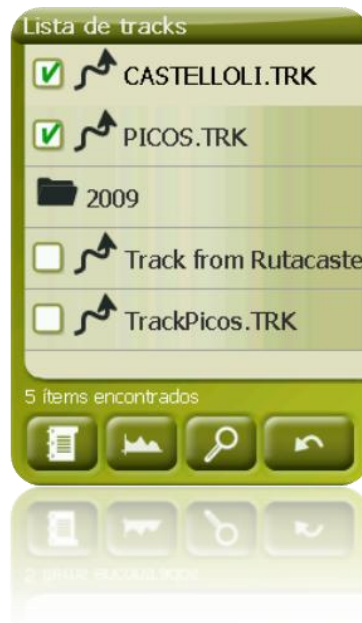 Lista de tracks
CASTELLOLI.TRK
PICOS.TRK
2009
Track from Rutacaste
TrackPicos.TRK
5 ítems encontrados